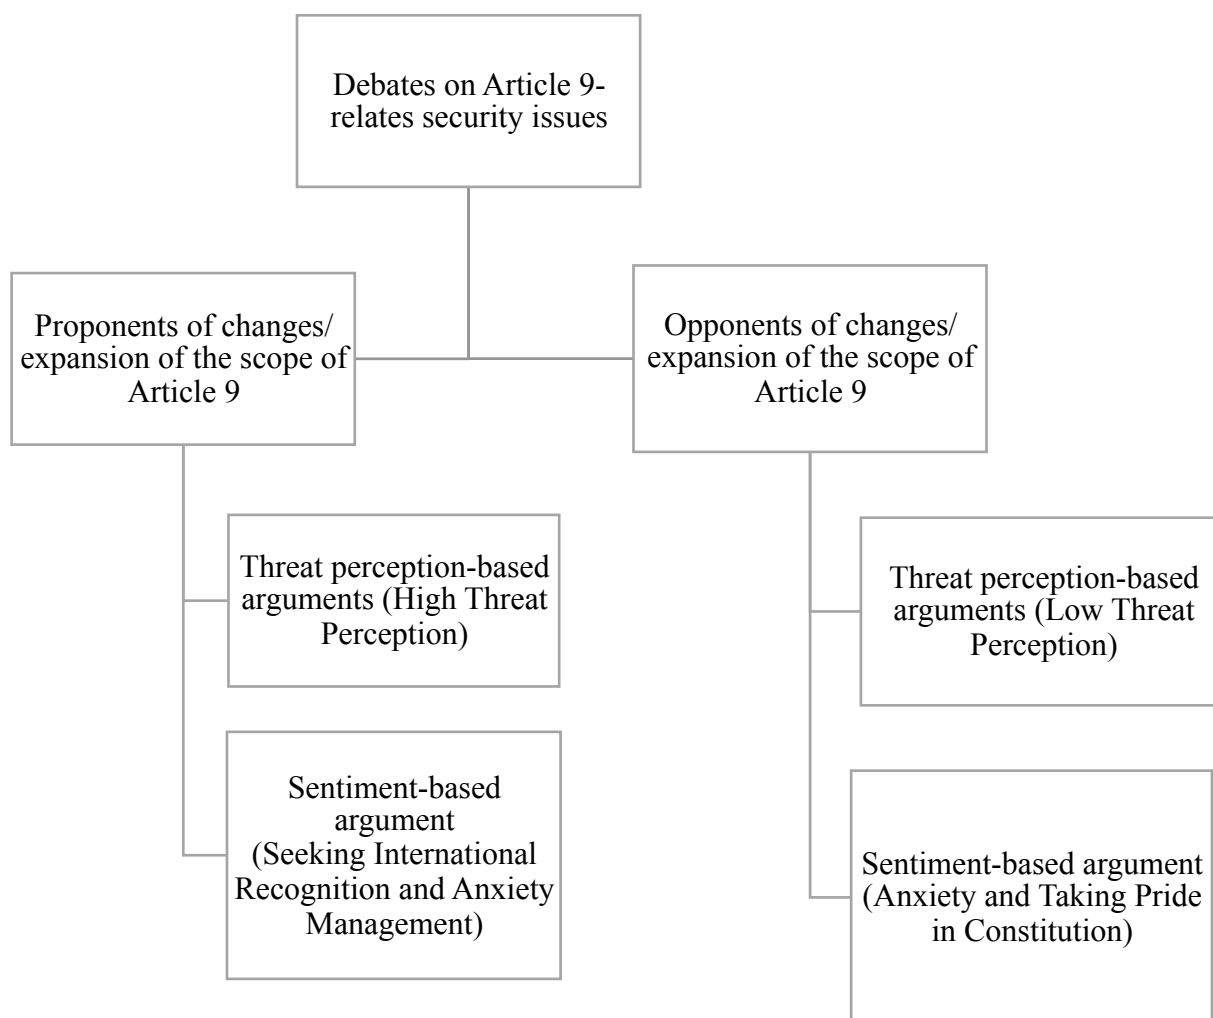 Debates on Article 9-
relates security issues
Proponents of changes/
expansion of the scope of
Article 9
Opponents of changes/
expansion of the scope of
Article 9
Threat perception-based
arguments (High Threat
Perception)
Threat perception-based
arguments (Low Threat
Perception)
Sentiment-based
argument
(Seeking International
Recognition and Anxiety
Management)
Sentiment-based argument
(Anxiety and Taking Pride
in Constitution)